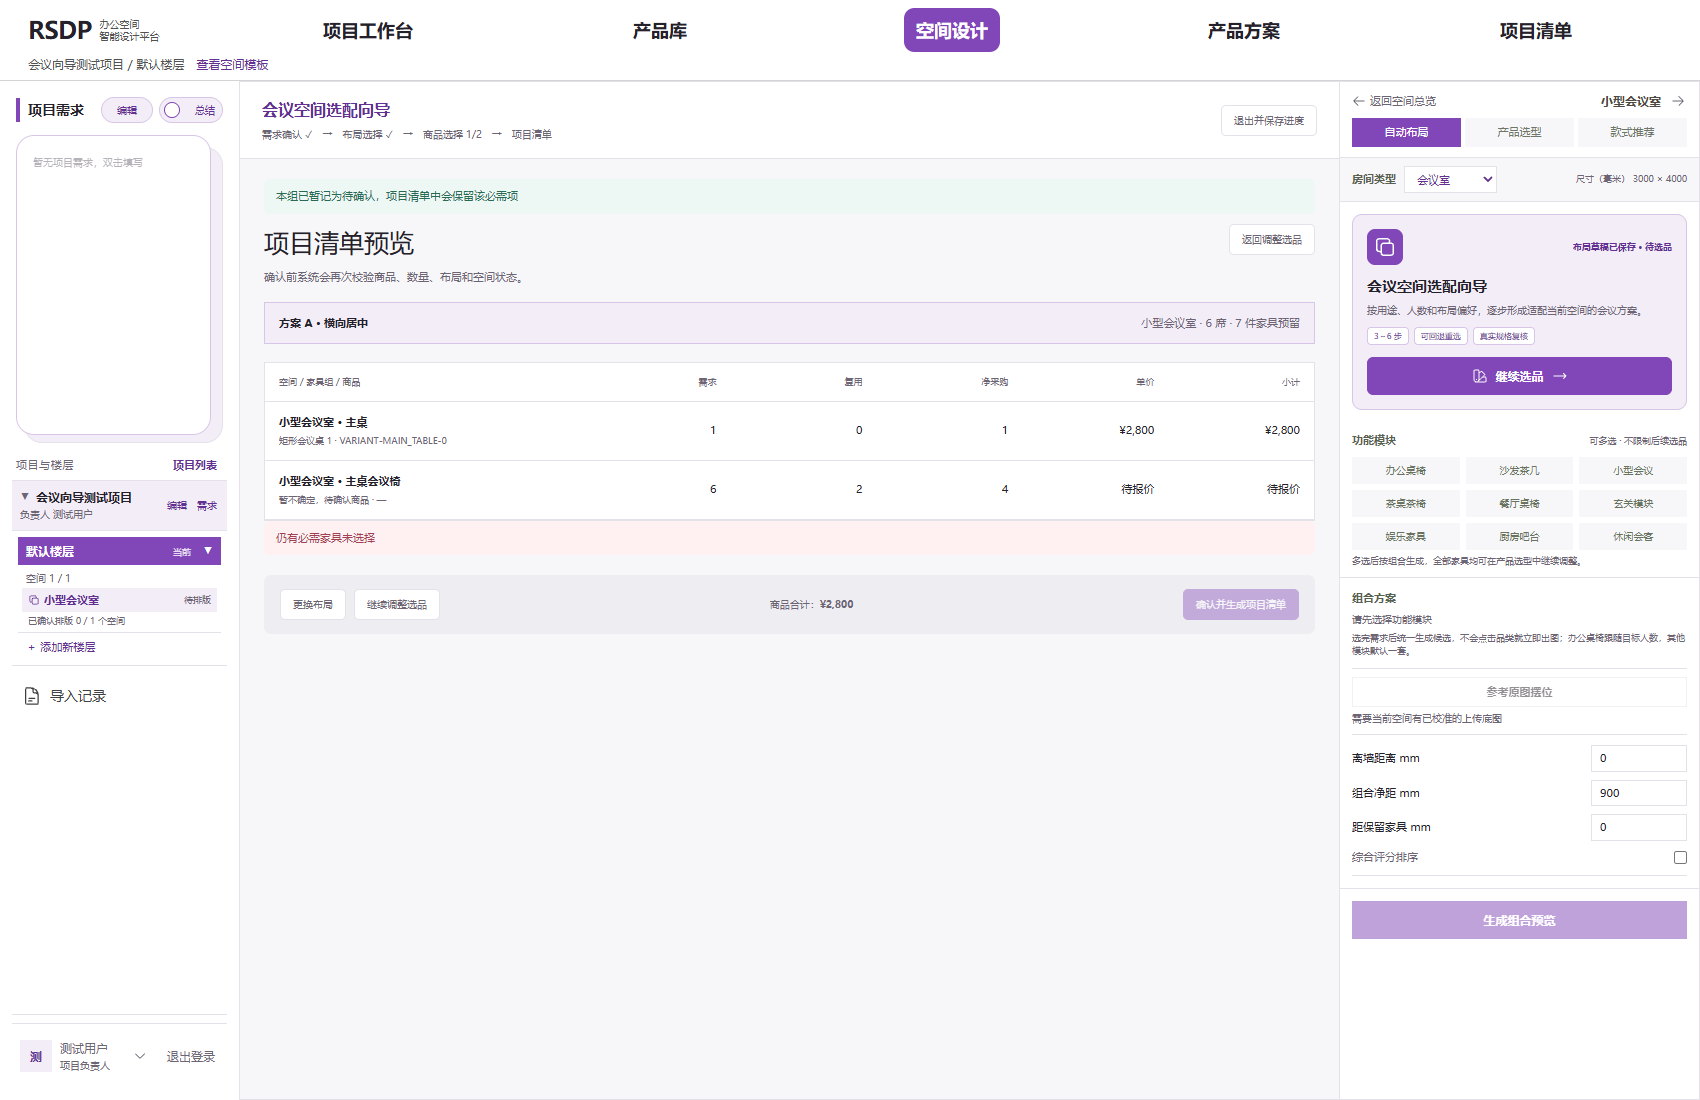 RSDP 办公空间
智能设计平台
项目工作台
产品库
空间设计
产品方案
项目清单
会议向导测试项目 / 默认楼层 查看空间模板
项目需求
编辑
总结
暂无项目需求，双击填写
项目与楼层
项目列表
▼ 会议向导测试项目
负责人 测试用户
编辑 需求
默认楼层 当前 ▼
空间 1 / 1
小型会议室 待排版
已确认排版 0 / 1 个空间
+ 添加新楼层
导入记录
测
测试用户
项目负责人
退出登录
会议空间选配向导
需求确认 ✓ → 布局选择 ✓ → 商品选择 1/2 → 项目清单
退出并保存进度
本组已暂记为待确认，项目清单中会保留该必需项
项目清单预览
返回调整选品
确认前系统会再次校验商品、数量、布局和空间状态。
方案 A • 横向居中
小型会议室 · 6 席 · 7 件家具预留
空间 / 家具组 / 商品 需求 复用 净采购 单价 小计
小型会议室 • 主桌
矩形会议桌 1 · VARIANT-MAIN_TABLE-0
1 0 1 ¥2,800 ¥2,800
小型会议室 • 主桌会议椅
暂不确定，待确认商品 · —
6 2 4 待报价 待报价
仍有必需家具未选择
更换布局
继续调整选品
商品合计：¥2,800
确认并生成项目清单
← 返回空间总览
小型会议室 →
自动布局
产品选型
款式推荐
房间类型 会议室
尺寸（毫米） 3000 × 4000
布局草稿已保存 • 待选品
会议空间选配向导
按用途、人数和布局偏好，逐步形成适配当前空间的会议方案。
3–6 步
可回退重选
真实规格复核
继续选品 →
功能模块
可多选 · 不限制后续选品
办公桌椅 沙发茶几 小型会议
茶桌茶椅 餐厅桌椅 玄关模块
娱乐家具 厨房吧台 休闲会客
多选后按组合生成，全部家具均可在产品选型中继续调整。
组合方案
请先选择功能模块
选完需求后统一生成候选，不会点击品类就立即出图；办公桌椅跟随目标人数，其他
模块默认一套。
参考原图摆位
需要当前空间有已校准的上传底图
离墙距离 mm 0
组合净距 mm 900
距保留家具 mm 0
综合评分排序
生成组合预览